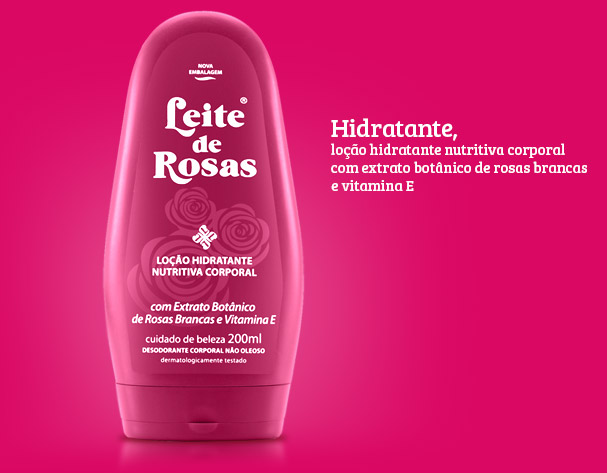 NOVA
EMBALAGEM
Leite®
de
Rosas
LOÇÃO HIDRATANTE
NUTRITIVA CORPORAL
com Extrato Botânico
de Rosas Brancas e Vitamina E
cuidado de beleza 200ml
DESODORANTE CORPORAL NÃO OLEOSO
dermatologicamente testado
Hidratante,
loção hidratante nutritiva corporal
com extrato botânico de rosas brancas
e vitamina E